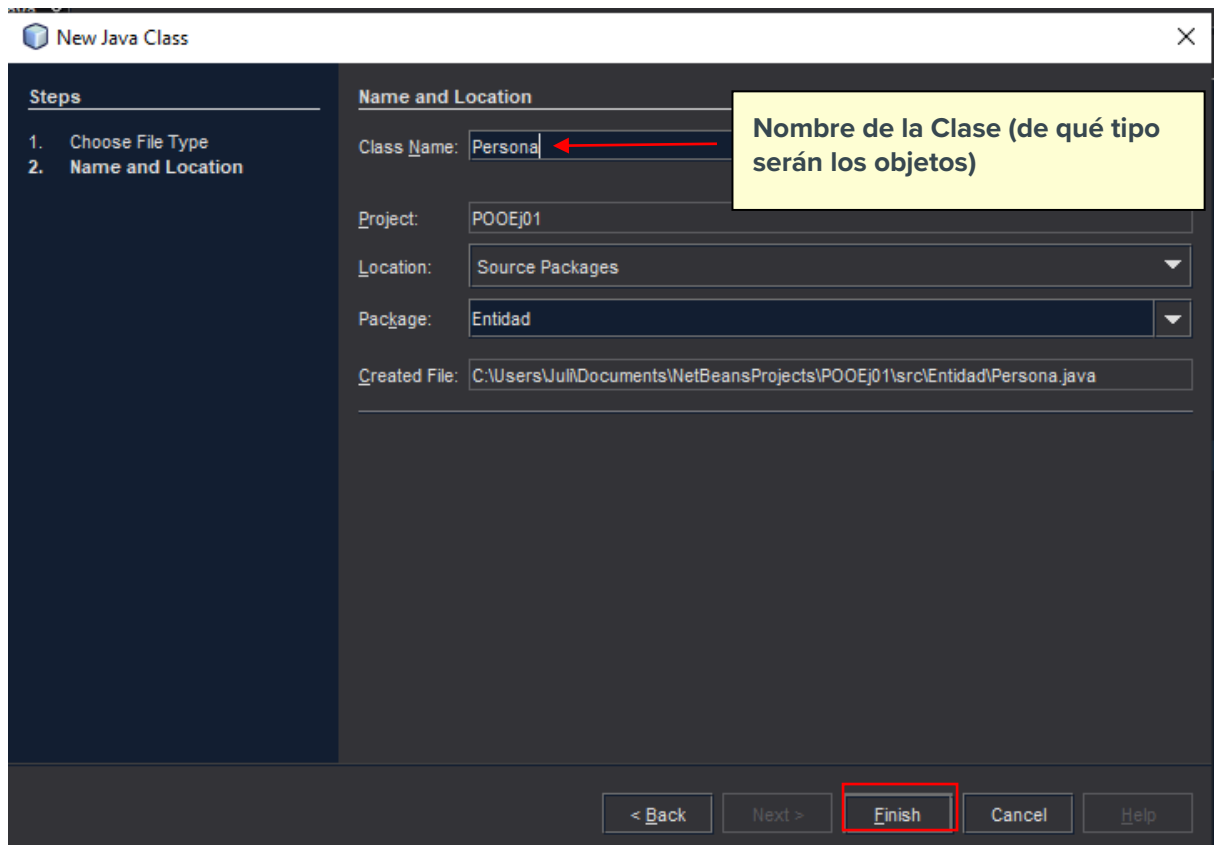 New Java Class
Steps
1. Choose File Type
2. Name and Location
Name and Location
Class Name: Persona
Nombre de la Clase (de qué tipo
serán los objetos)
Project: POOEj01
Location: Source Packages
Package: Entidad
Created File: C:\Users\Juli\Documents\NetBeansProjects\POOEj01\src\Entidad\Persona.java
< Back
Next >
Finish
Cancel
Help